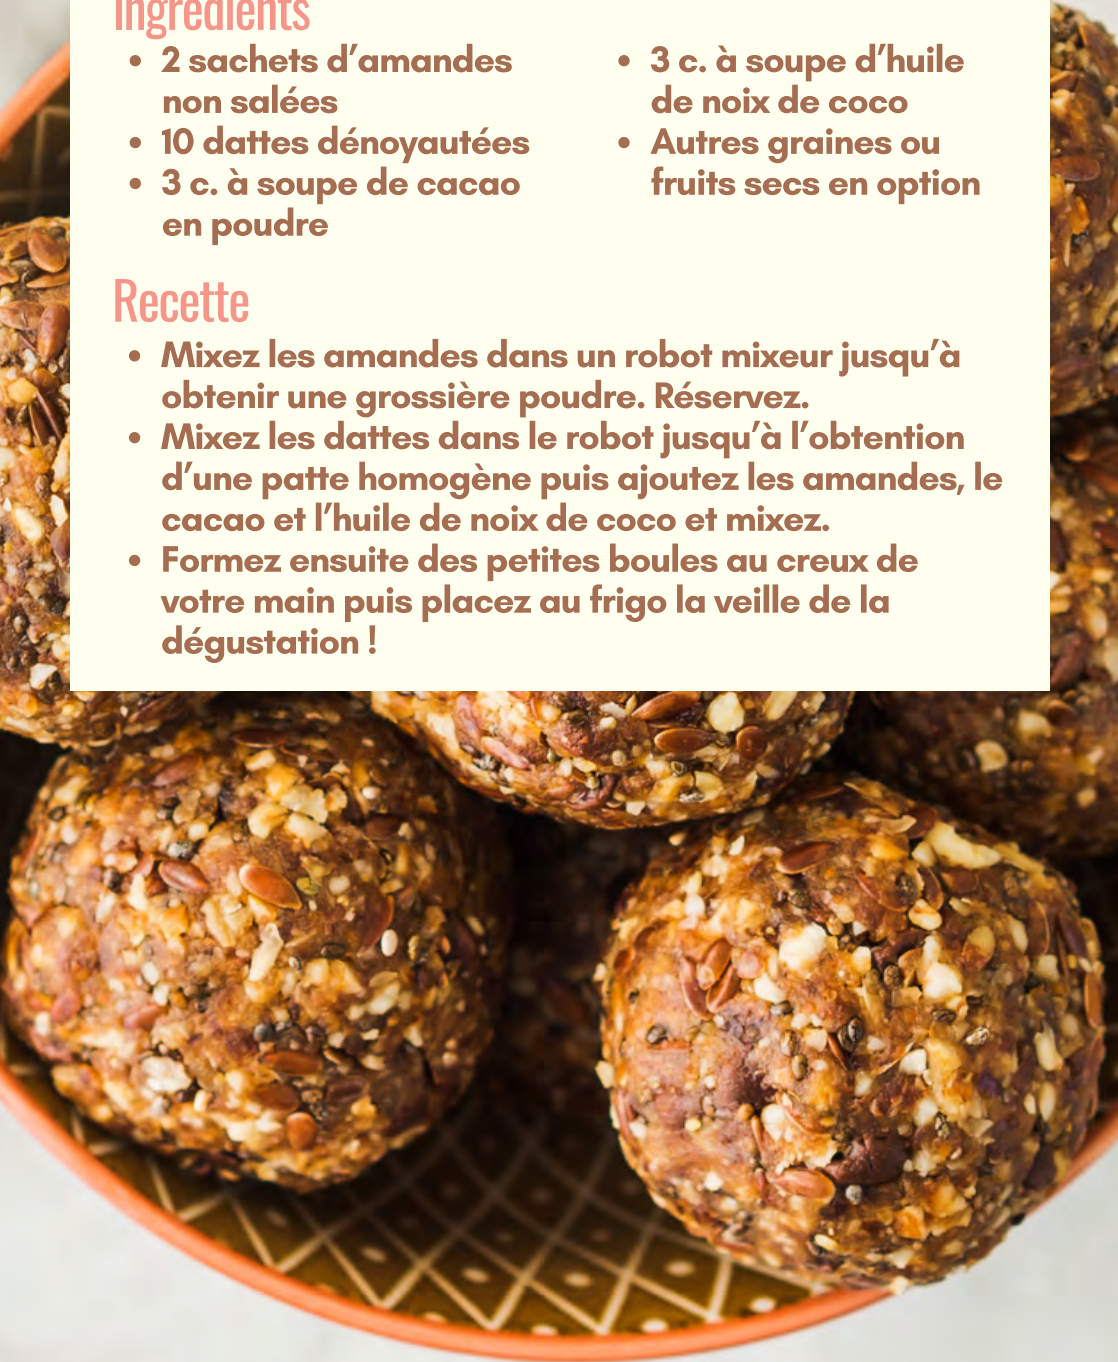 Ingrédients
• 2 sachets d’amandes
non salées
• 10 dattes dénoyautées
• 3 c. à soupe de cacao
en poudre
• 3 c. à soupe d’huile
de noix de coco
• Autres graines ou
fruits secs en option
Recette
• Mixez les amandes dans un robot mixeur jusqu’à
obtenir une grossière poudre. Réservez.
• Mixez les dattes dans le robot jusqu’à l’obtention
d’une patte homogène puis ajoutez les amandes, le
cacao et l’huile de noix de coco et mixez.
• Formez ensuite des petites boules au creux de
votre main puis placez au frigo la veille de la
dégustation !